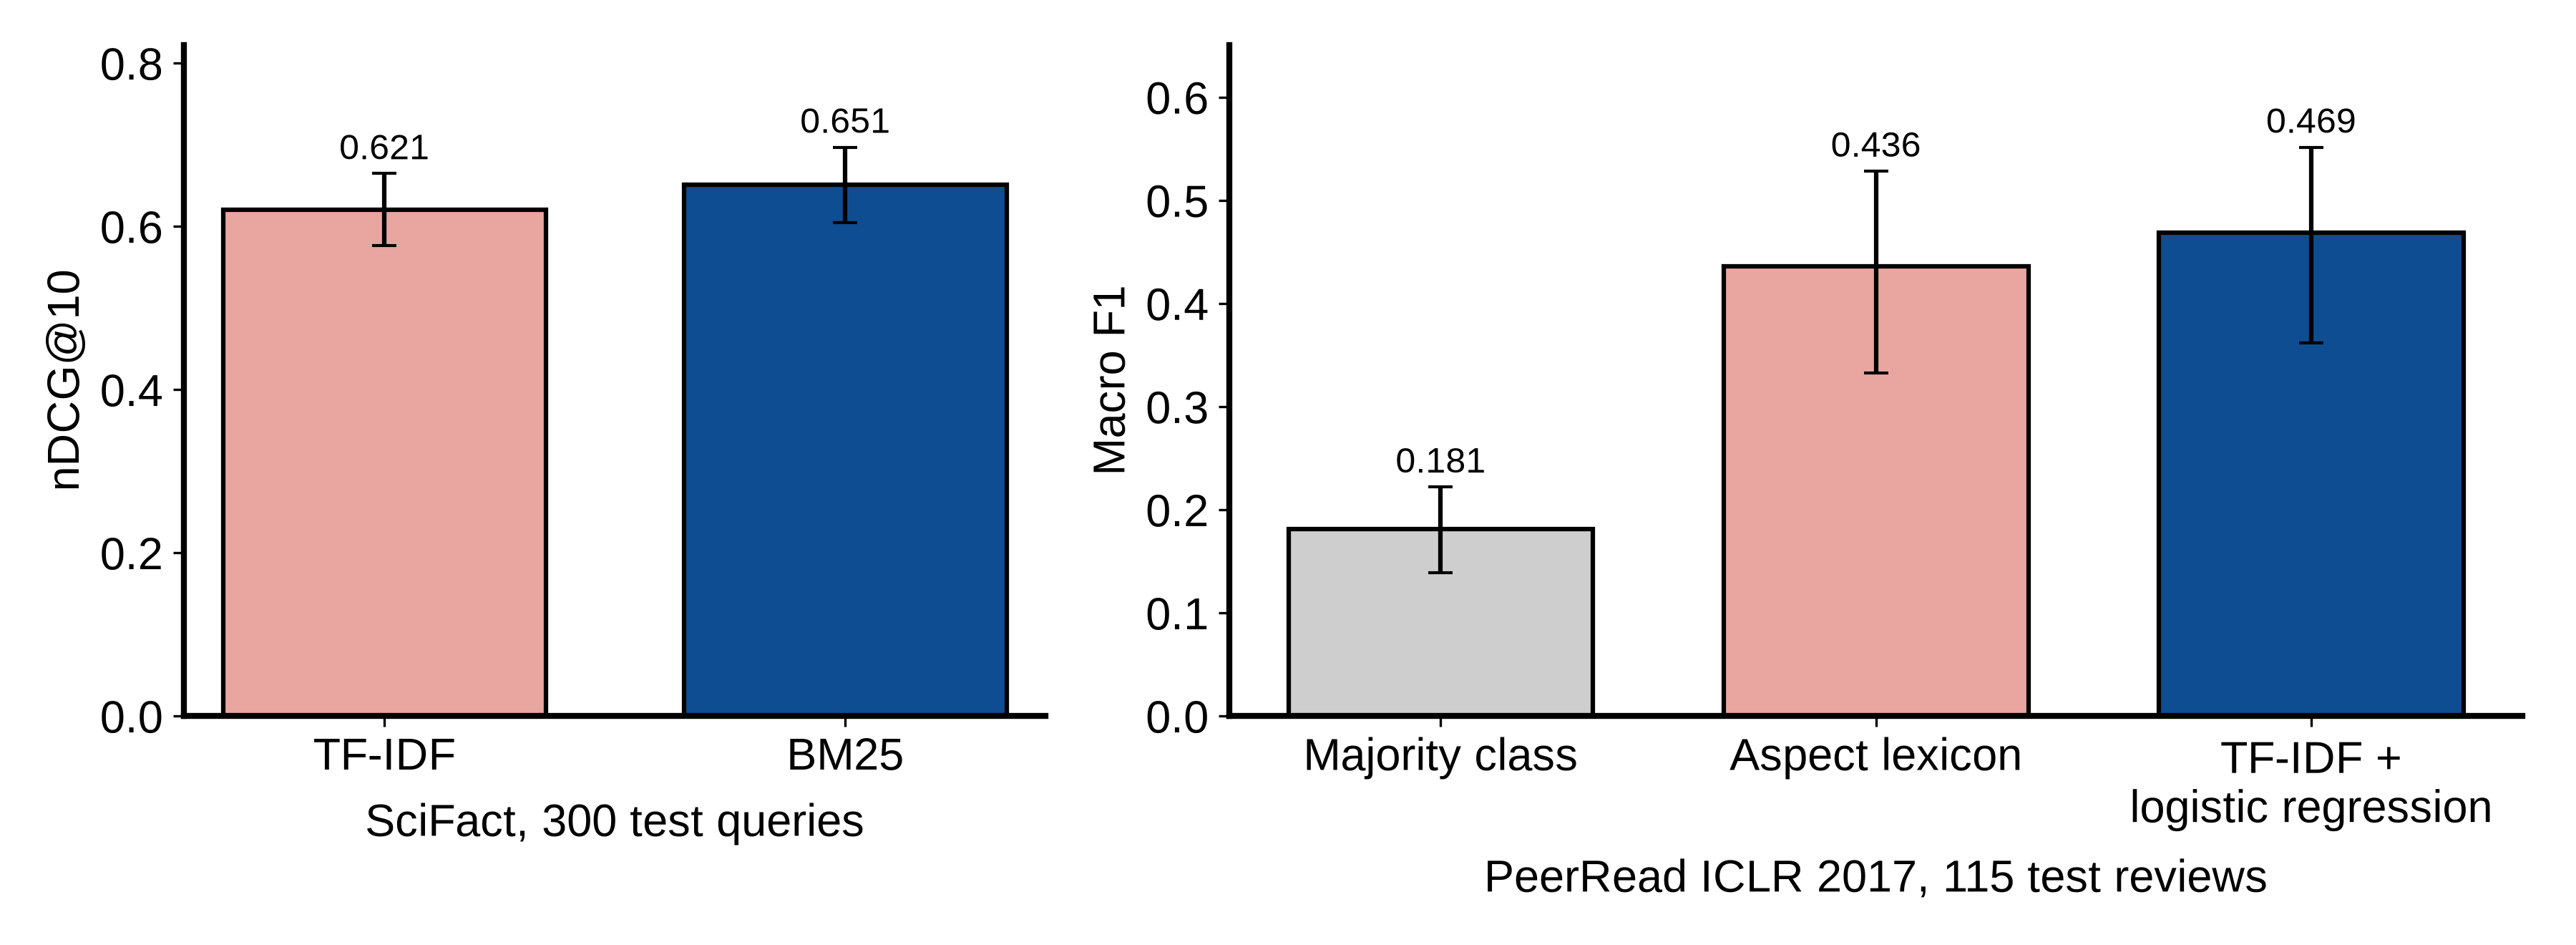 nDCG@10
0.8
0.6
0.4
0.2
0.0
0.621
0.651
TF-IDF
BM25
SciFact, 300 test queries
Macro F1
0.6
0.5
0.4
0.3
0.2
0.1
0.0
0.181
0.436
0.469
Majority class
Aspect lexicon
TF-IDF +
logistic regression
PeerRead ICLR 2017, 115 test reviews